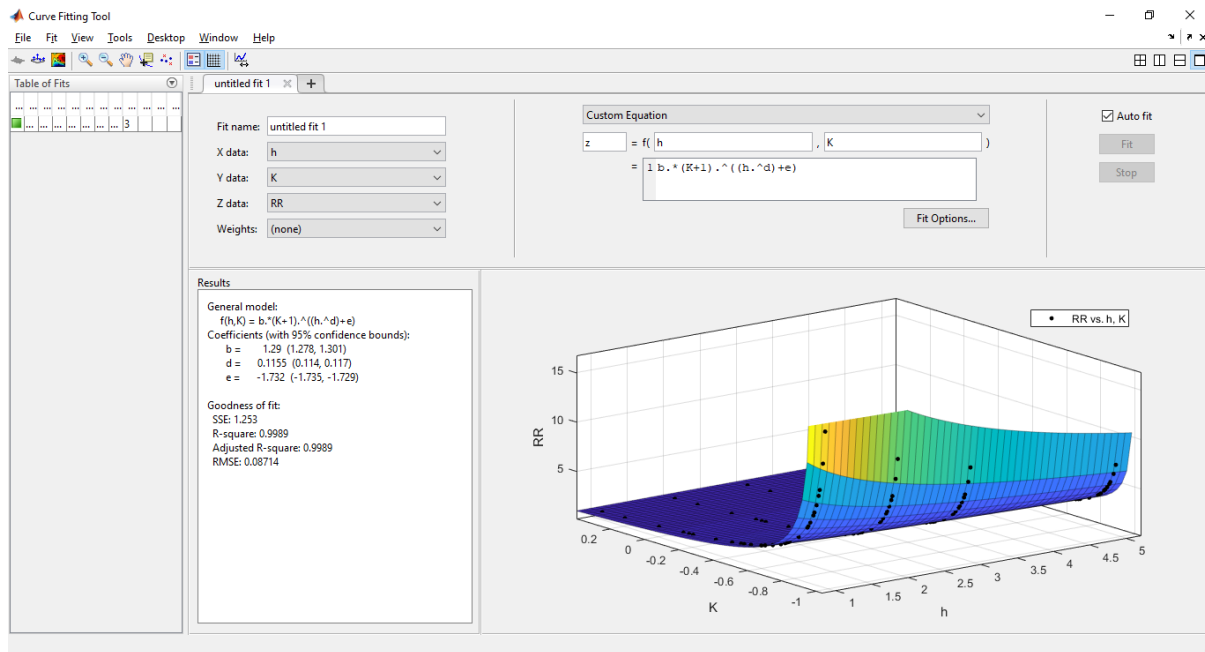 Curve Fitting Tool
File Fit View Tools Desktop Window Help
Table of Fits
... ... ... ... ... ... ... ... ... ... ... ...
... ... ... ... ... ... ... 3
untitled fit 1
Fit name: untitled fit 1
X data: h
Y data: K
Z data: RR
Weights: (none)
Custom Equation
z = f( h , K )
= 1 b.*(K+1).^((h.^d)+e)
Fit Options...
Auto fit
Fit
Stop
Results
General model:
f(h,K) = b.*(K+1).^((h.^d)+e)
Coefficients (with 95% confidence bounds):
b = 1.29 (1.278, 1.301)
d = 0.1155 (0.114, 0.117)
e = -1.732 (-1.735, -1.729)
Goodness of fit:
SSE: 1.253
R-square: 0.9989
Adjusted R-square: 0.9989
RMSE: 0.08714
RR vs. h, K
15
10
5
RR
0.2
0
-0.2
-0.4
-0.6
-0.8
-1
K
1
1.5
2
2.5
3
3.5
4
4.5
5
h